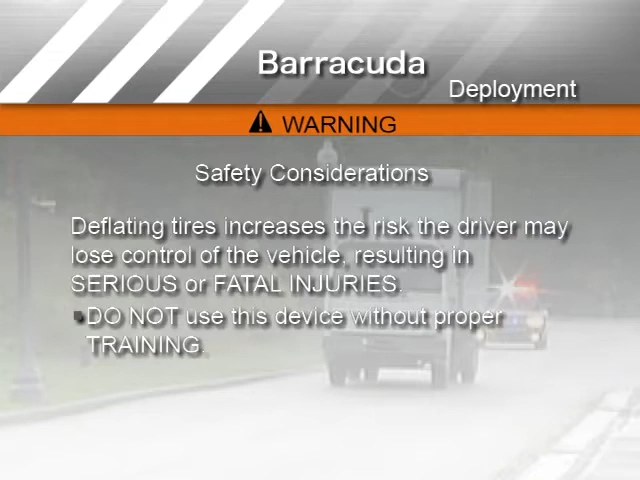 Barracuda
Deployment
WARNING
Safety Considerations
Deflating tires increases the risk the driver may
lose control of the vehicle, resulting in
SERIOUS or FATAL INJURIES.
DO NOT use this device without proper
TRAINING.